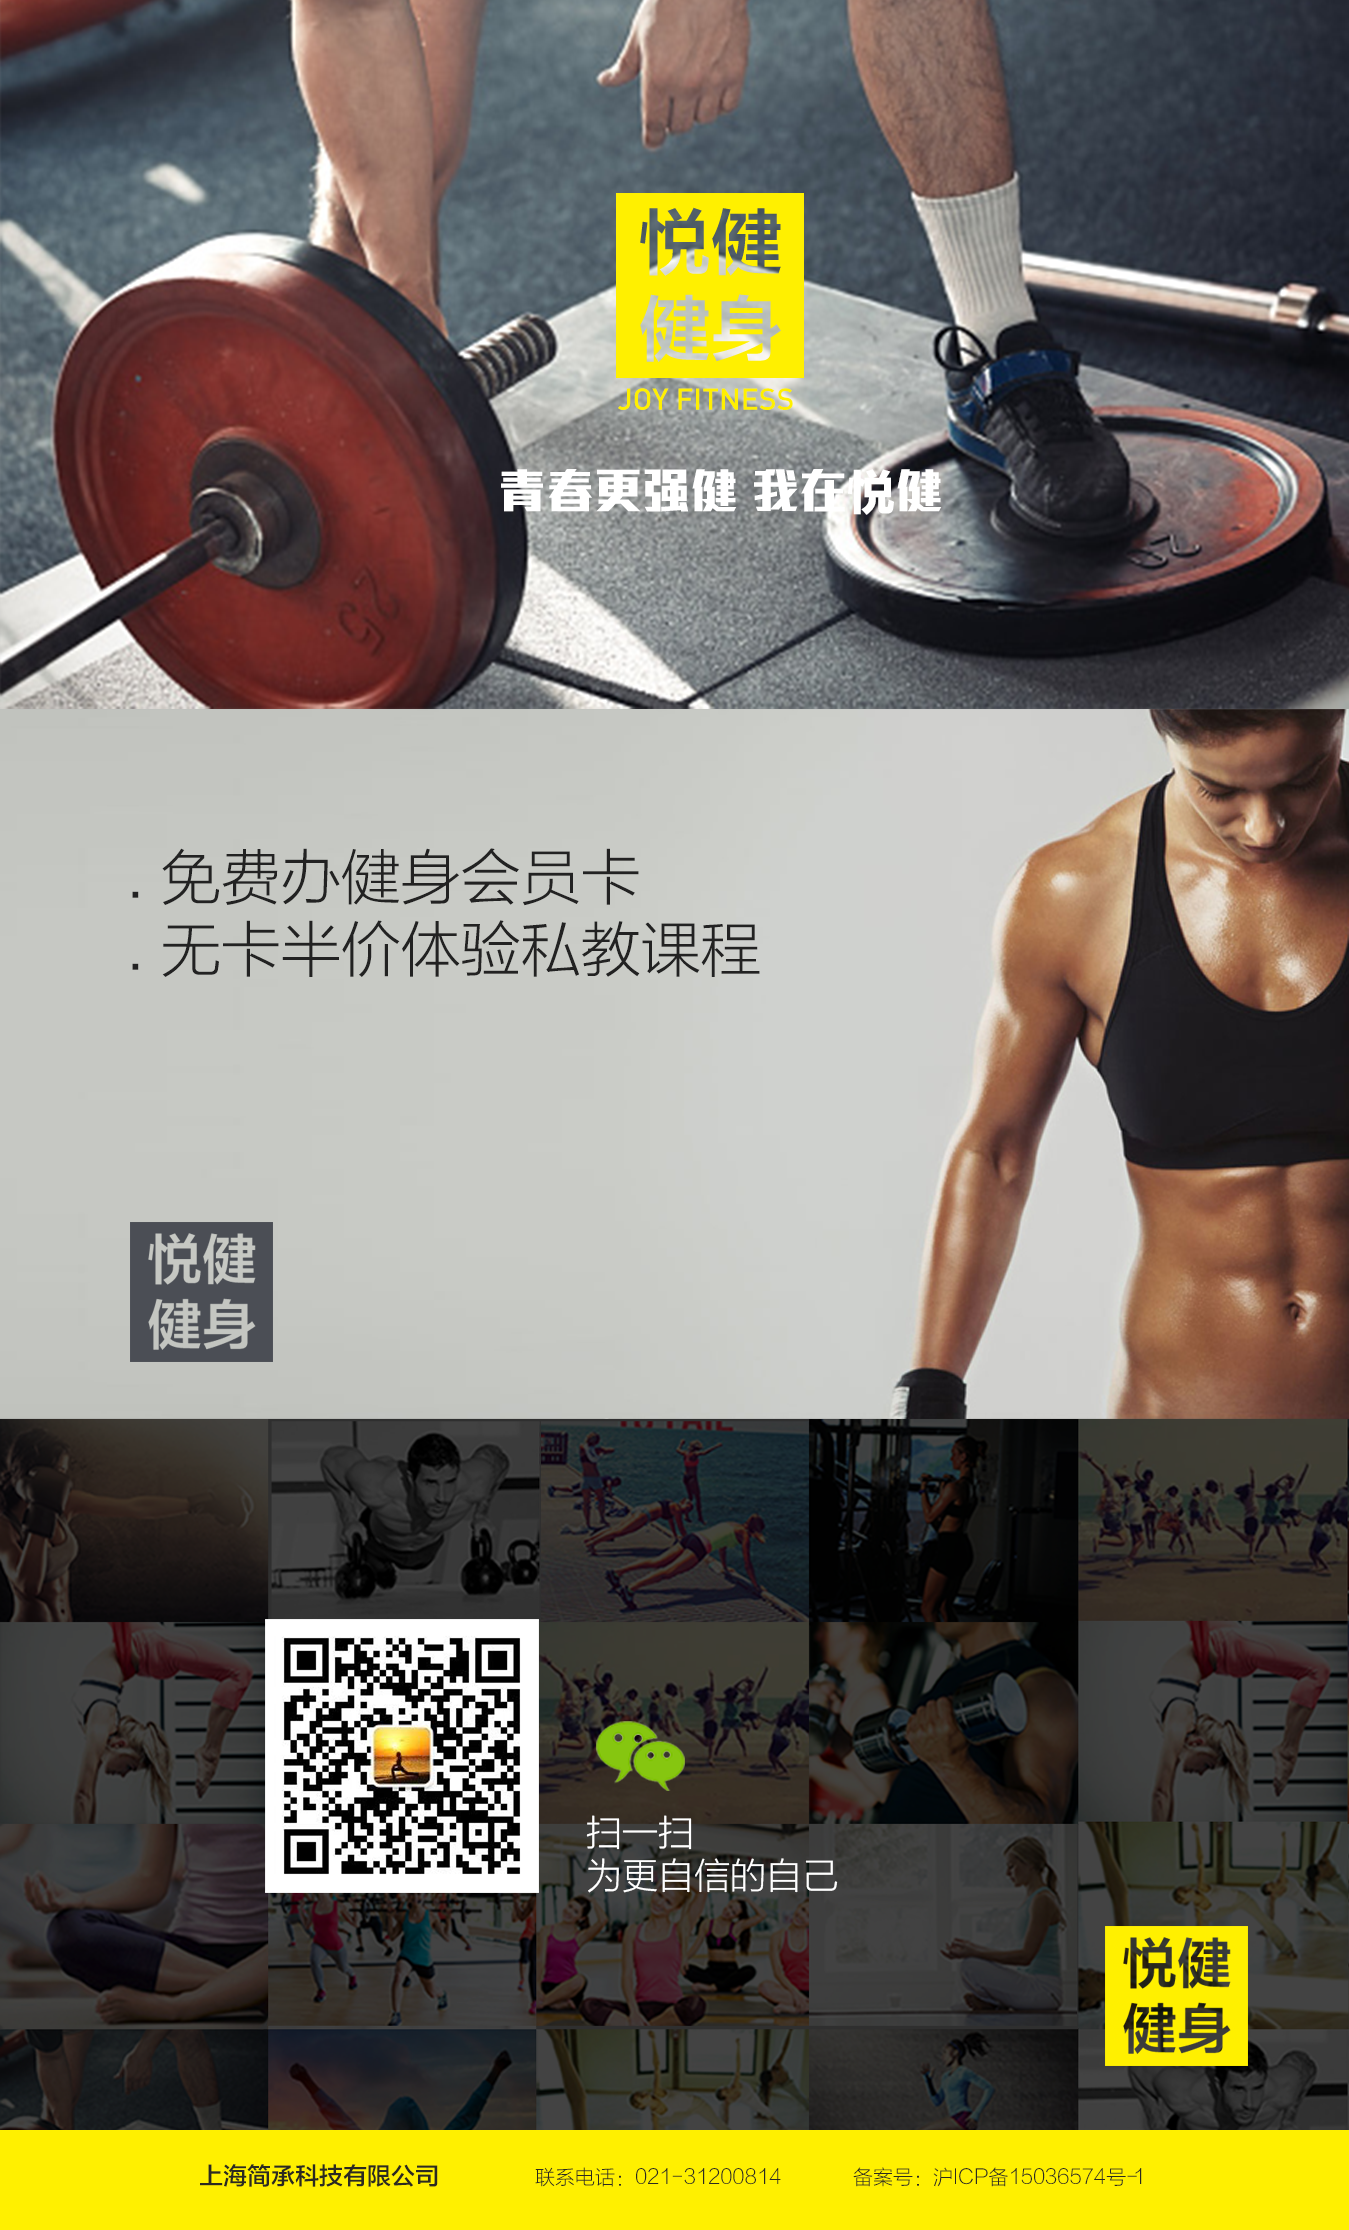 悦健
健身
JOY FITNESS
青春更强健 我在悦健
25
. 免费办健身会员卡
. 无卡半价体验私教课程
悦健
健身
扫一扫
为更自信的自己
悦健
健身
上海简承科技有限公司
联系电话：021-31200814
备案号：沪ICP备15036574号-1